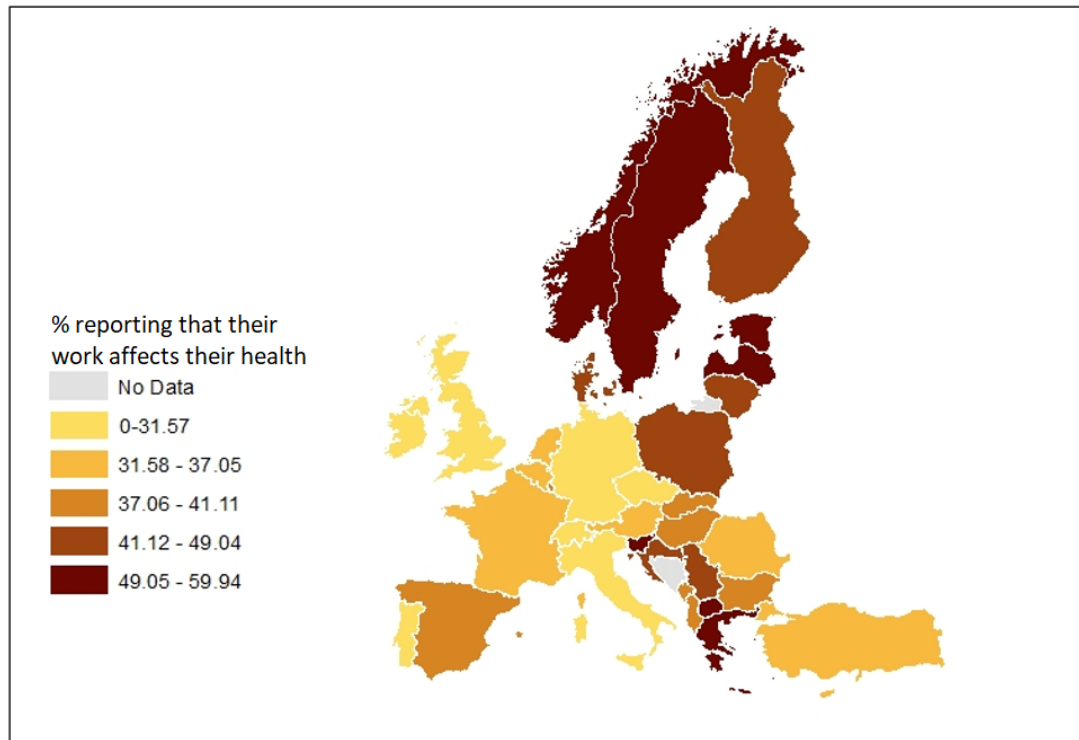 % reporting that their
work affects their health
No Data
0-31.57
31.58 - 37.05
37.06 - 41.11
41.12 - 49.04
49.05 - 59.94